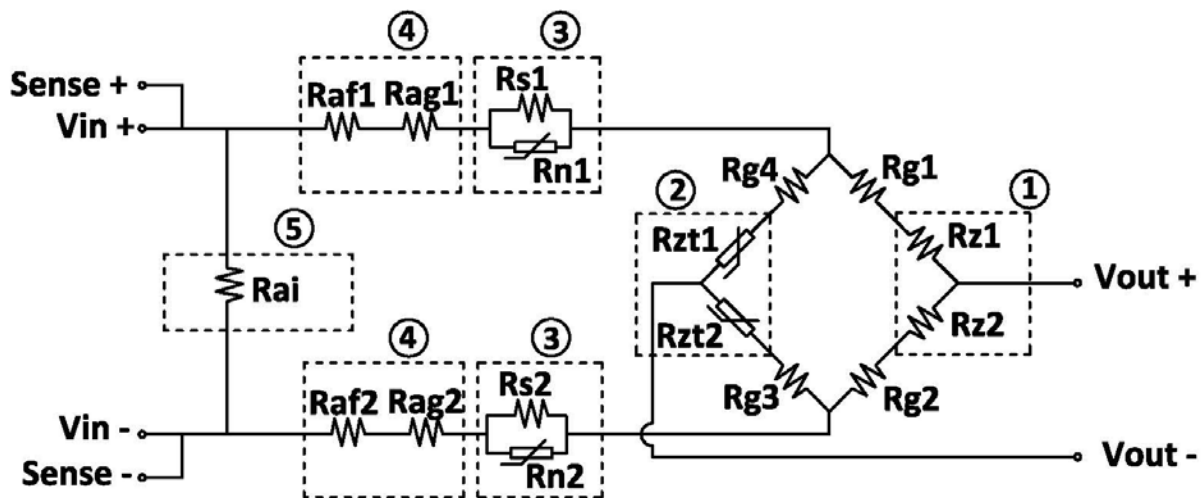 ④
③
Sense +
Rs1
Raf1 Rag1
Vin +
Rn1
Rg4 Rg1
②
①
Rzt1
Rz1
⑤
Rai
Vout +
Rzt2
Rz2
④
③
Rs2
Raf2 Rag2
Rg3 Rg2
Vin -
Rn2
Vout -
Sense -